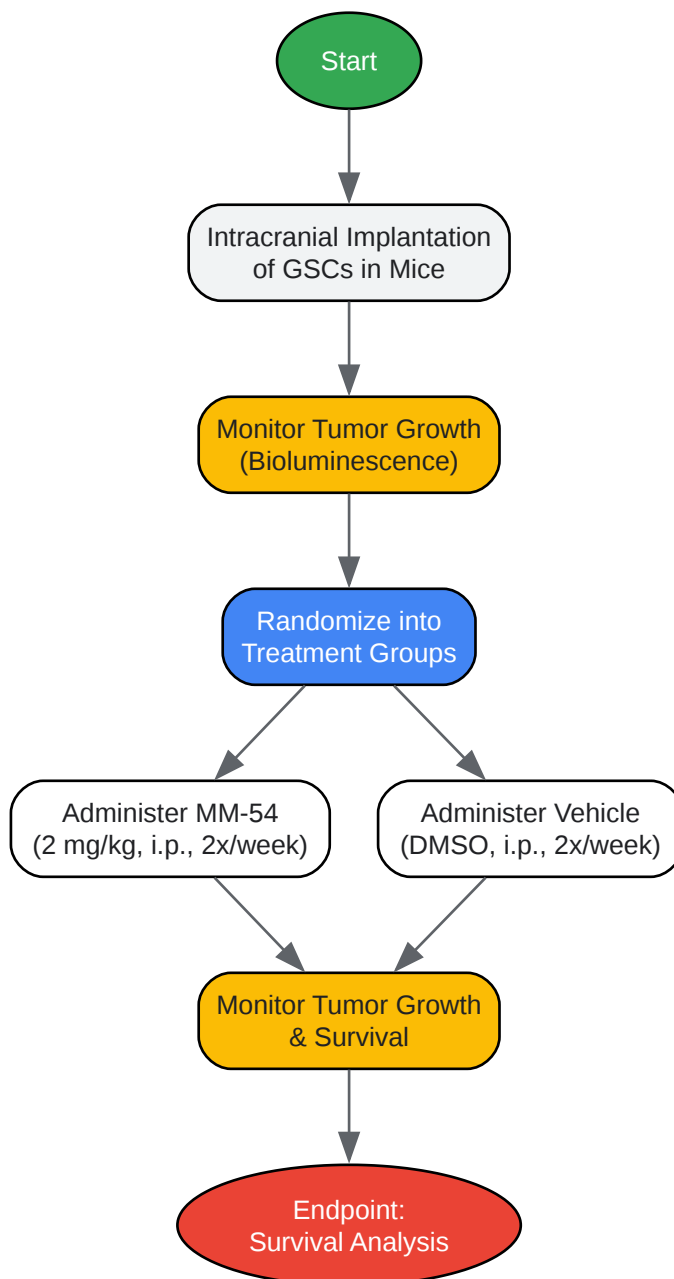 Start
Intracranial Implantation
of GSCs in Mice
Monitor Tumor Growth
(Bioluminescence)
Randomize into
Treatment Groups
Administer MM-54
(2 mg/kg, i.p., 2x/week)
Administer Vehicle
(DMSO, i.p., 2x/week)
Monitor Tumor Growth
& Survival
Endpoint:
Survival Analysis